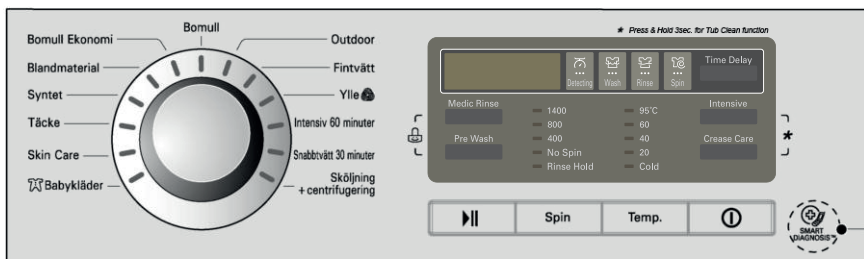 * Press & Hold 3sec. for Tub Clean function
Bomull
Bomull Ekonomi
Outdoor
Blandmaterial
Fintvätt
Syntet
Ylle
Täcke
Intensiv 60 minuter
Skin Care
Snabbtvätt 30 minuter
Babykläder
Sköljning
+ centrifugering
Detecting
Wash
Rinse
Spin
Time Delay
Medic Rinse
Pre Wash
1400
800
400
No Spin
Rinse Hold
95°C
60
40
20
Cold
Intensive
Crease Care
*
Spin
Temp.
SMART
DIAGNOSIS™